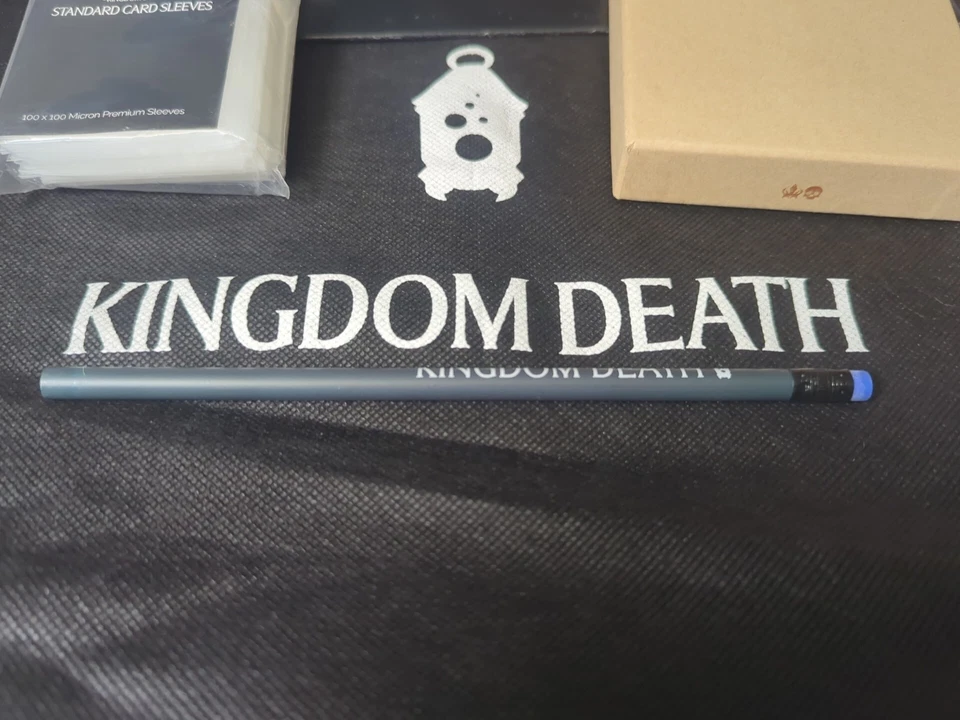 STANDARD CARD SLEEVES
100 x 100 Micron Premium Sleeves
KINGDOM DEATH
KINGDOM DEATH